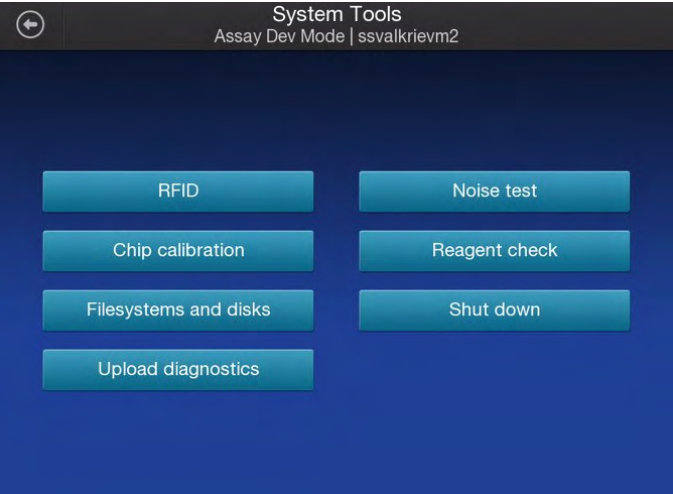 System Tools
Assay Dev Mode | ssvalkrievm2
RFID
Noise test
Chip calibration
Reagent check
Filesystems and disks
Shut down
Upload diagnostics